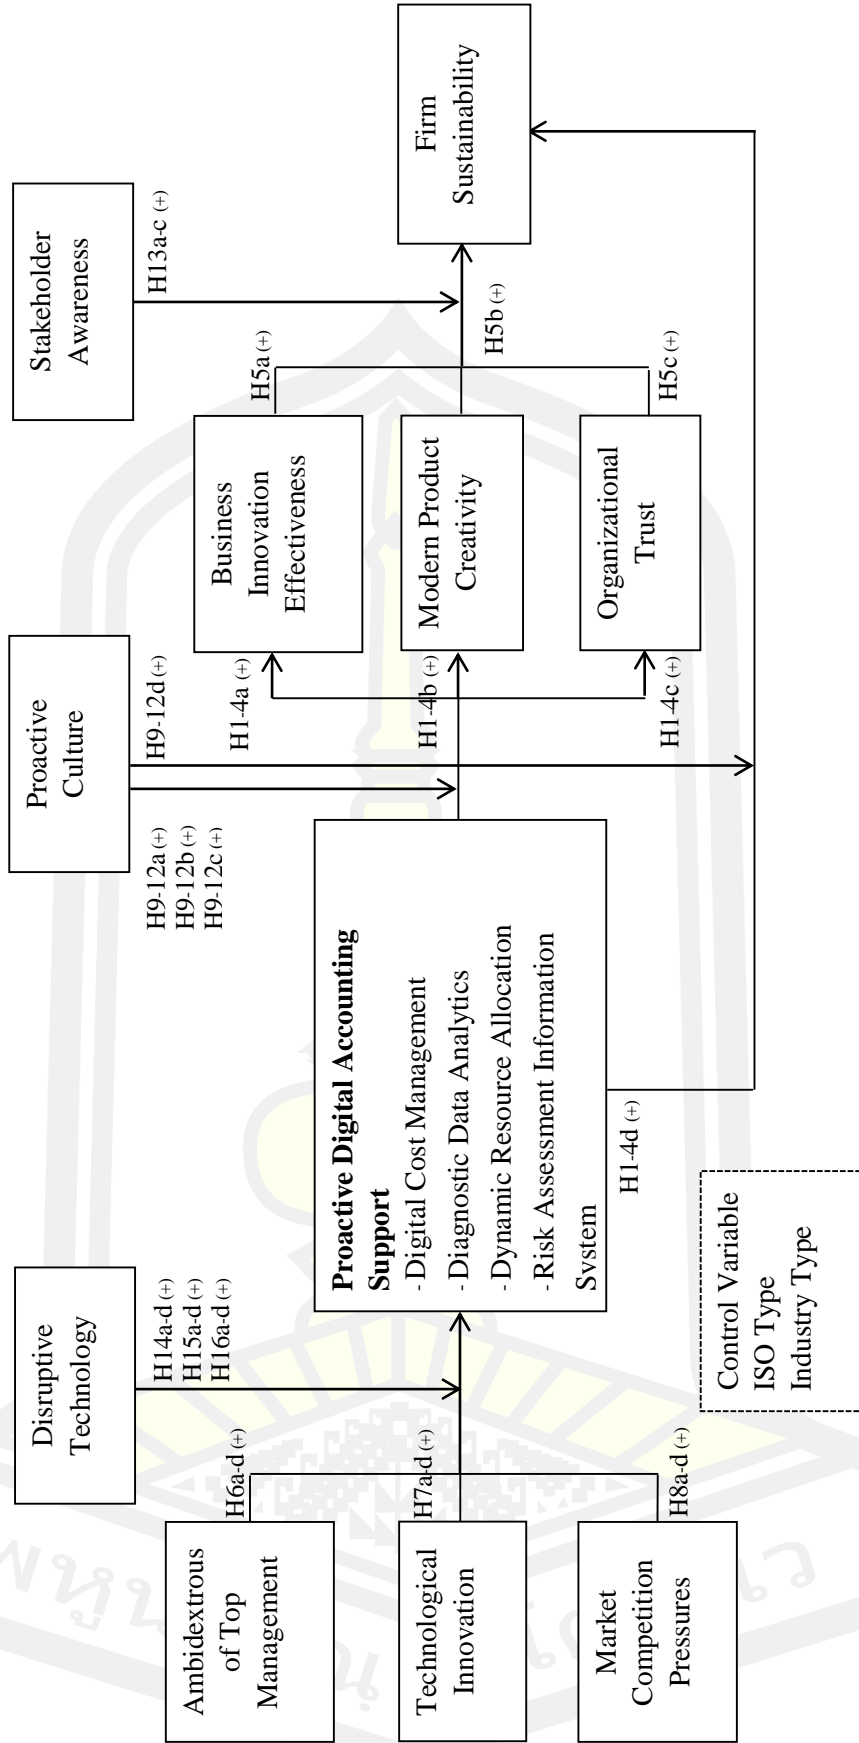 Ambidextrous
of Top
Management
Technological
Innovation
Market
Competition
Pressures
H6a-d (+)
H7a-d (+)
H8a-d (+)
Disruptive
Technology
H14a-d (+)
H15a-d (+)
H16a-d (+)
Proactive Digital Accounting
Support
- Digital Cost Management
- Diagnostic Data Analytics
- Dynamic Resource Allocation
- Risk Assessment Information
System
H1-4d (+)
Control Variable
ISO Type
Industry Type
Proactive
Culture
H9-12a (+)
H9-12b (+)
H9-12c (+)
H9-12d (+)
H1-4a (+)
H1-4b (+)
H1-4c (+)
Business
Innovation
Effectiveness
Modern Product
Creativity
Organizational
Trust
H5a (+)
H5b (+)
H5c (+)
Stakeholder
Awareness
H13a-c (+)
Firm
Sustainability